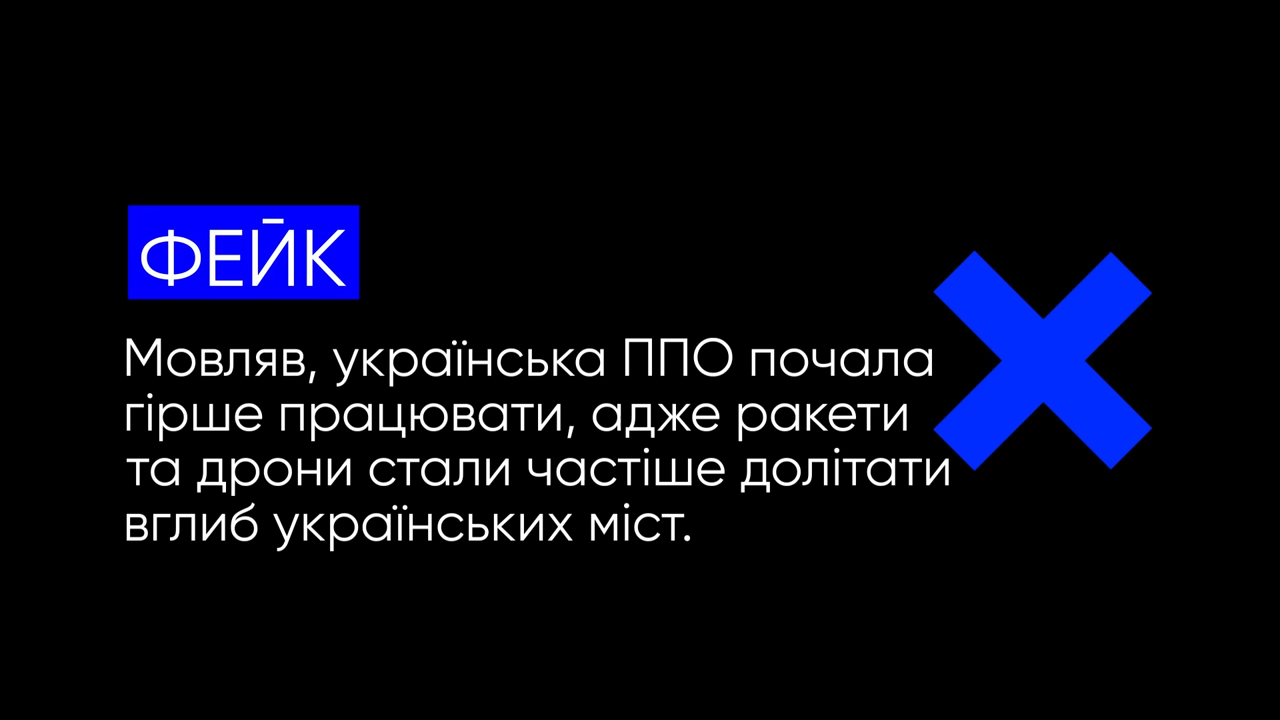 ФЕЙК
Мовляв, українська ППО почала
гірше працювати, адже ракети
та дрони стали частіше долітати
вглиб українських міст.